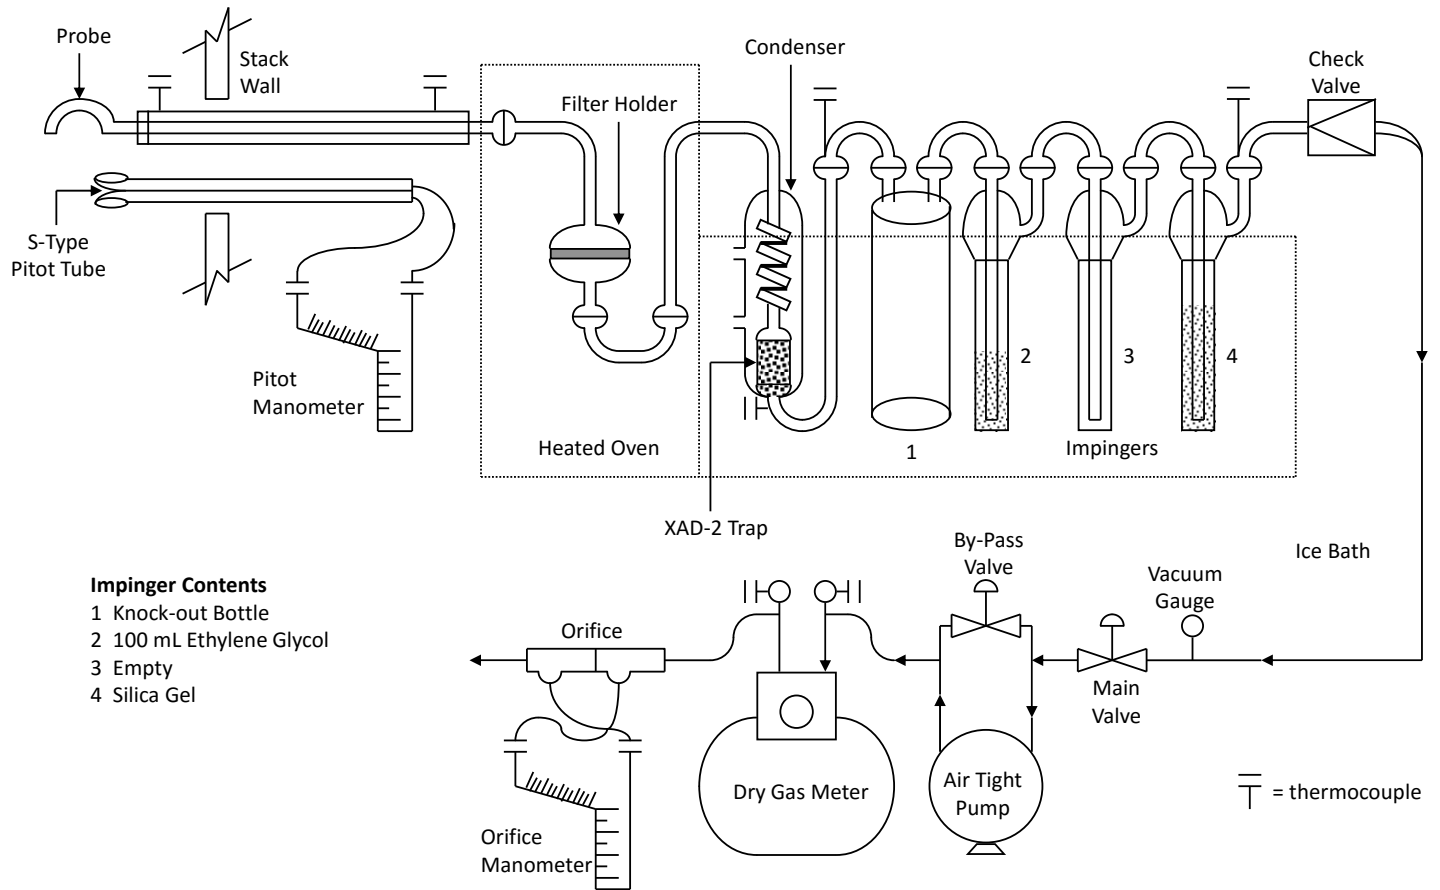 Probe
Stack
Wall
Condenser
Check
Valve
Filter Holder
S-Type
Pitot Tube
Pitot
Manometer
Heated Oven
1
2
3
4
Impingers
XAD-2 Trap
Ice Bath
Impinger Contents
1 Knock-out Bottle
2 100 mL Ethylene Glycol
3 Empty
4 Silica Gel
By-Pass
Valve
Vacuum
Gauge
Orifice
Main
Valve
Dry Gas Meter
Air Tight
Pump
Orifice
Manometer
= thermocouple